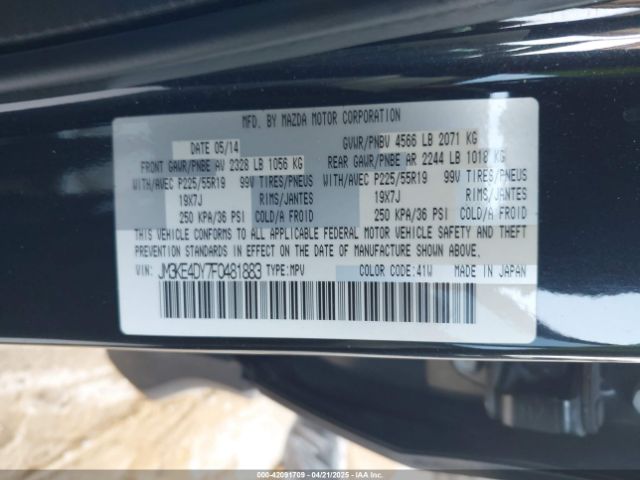 MFD. BY MAZDA MOTOR CORPORATION
DATE 05/14 GVWR/PNBV 4566 LB 2071 KG
FRONT GAWR/PNBE AV 2328 LB 1056 KG REAR GAWR/PNBE AR 2244 LB 1018 KG
WITH/AVEC P225/55R19 99V TIRES/PNEUS WITH/AVEC P225/55R19 99V TIRES/PNEUS
19X7J RIMS/JANTES 19X7J RIMS/JANTES
250 KPA/36 PSI COLD/A FROID 250 KPA/36 PSI COLD/A FROID
THIS VEHICLE CONFORMS TO ALL APPLICABLE FEDERAL MOTOR VEHICLE SAFETY AND THEFT
PREVENTION STANDARDS IN EFFECT ON THE DATE OF MANUFACTURE SHOWN ABOVE.
VIN: JM3KE4DY7F0481883 TYPE:MPV COLOR CODE:41W MADE IN JAPAN
000-42091709 04/21/2025 IAAI CUSTOMER